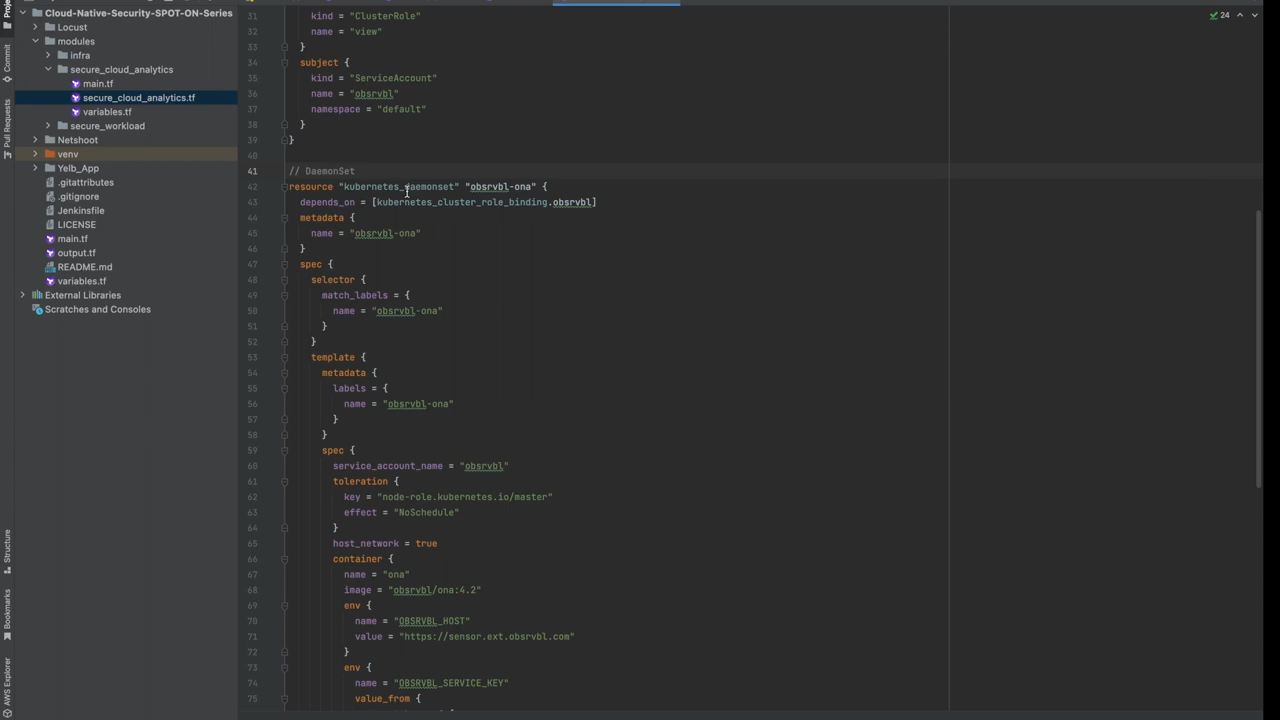 Project
Commit
Pull Requests
Structure
Bookmarks
AWS Explorer
Cloud-Native-Security-SPOT-ON-Series
Locust
modules
infra
secure_cloud_analytics
main.tf
secure_cloud_analytics.tf
variables.tf
secure_workload
Netshoot
venv
Yelb_App
.gitattributes
.gitignore
Jenkinsfile
LICENSE
main.tf
output.tf
README.md
variables.tf
External Libraries
Scratches and Consoles
24
31 kind = "ClusterRole"
32 name = "view"
33 }
34 subject {
35 kind = "ServiceAccount"
36 name = "obsrvbl"
37 namespace = "default"
38 }
39 }
40
41 // DaemonSet
42 resource "kubernetes_daemonset" "obsrvbl-ona" {
43 depends_on = [kubernetes_cluster_role_binding.obsrvbl]
44 metadata {
45 name = "obsrvbl-ona"
46 }
47 spec {
48 selector {
49 match_labels = {
50 name = "obsrvbl-ona"
51 }
52 }
53 template {
54 metadata {
55 labels = {
56 name = "obsrvbl-ona"
57 }
58 }
59 spec {
60 service_account_name = "obsrvbl"
61 toleration {
62 key = "node-role.kubernetes.io/master"
63 effect = "NoSchedule"
64 }
65 host_network = true
66 container {
67 name = "ona"
68 image = "obsrvbl/ona:4.2"
69 env {
70 name = "OBSRVBL_HOST"
71 value = "https://sensor.ext.obsrvbl.com"
72 }
73 env {
74 name = "OBSRVBL_SERVICE_KEY"
75 value_from {